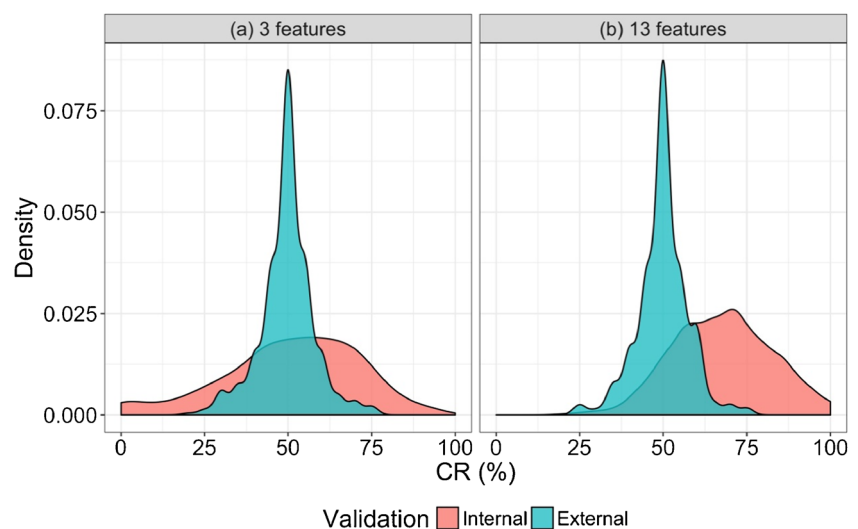 (a) 3 features (b) 13 features
Density
0.075
0.050
0.025
0.000
0 25 50 75 100 0 25 50 75 100
CR (%)
Validation Internal External